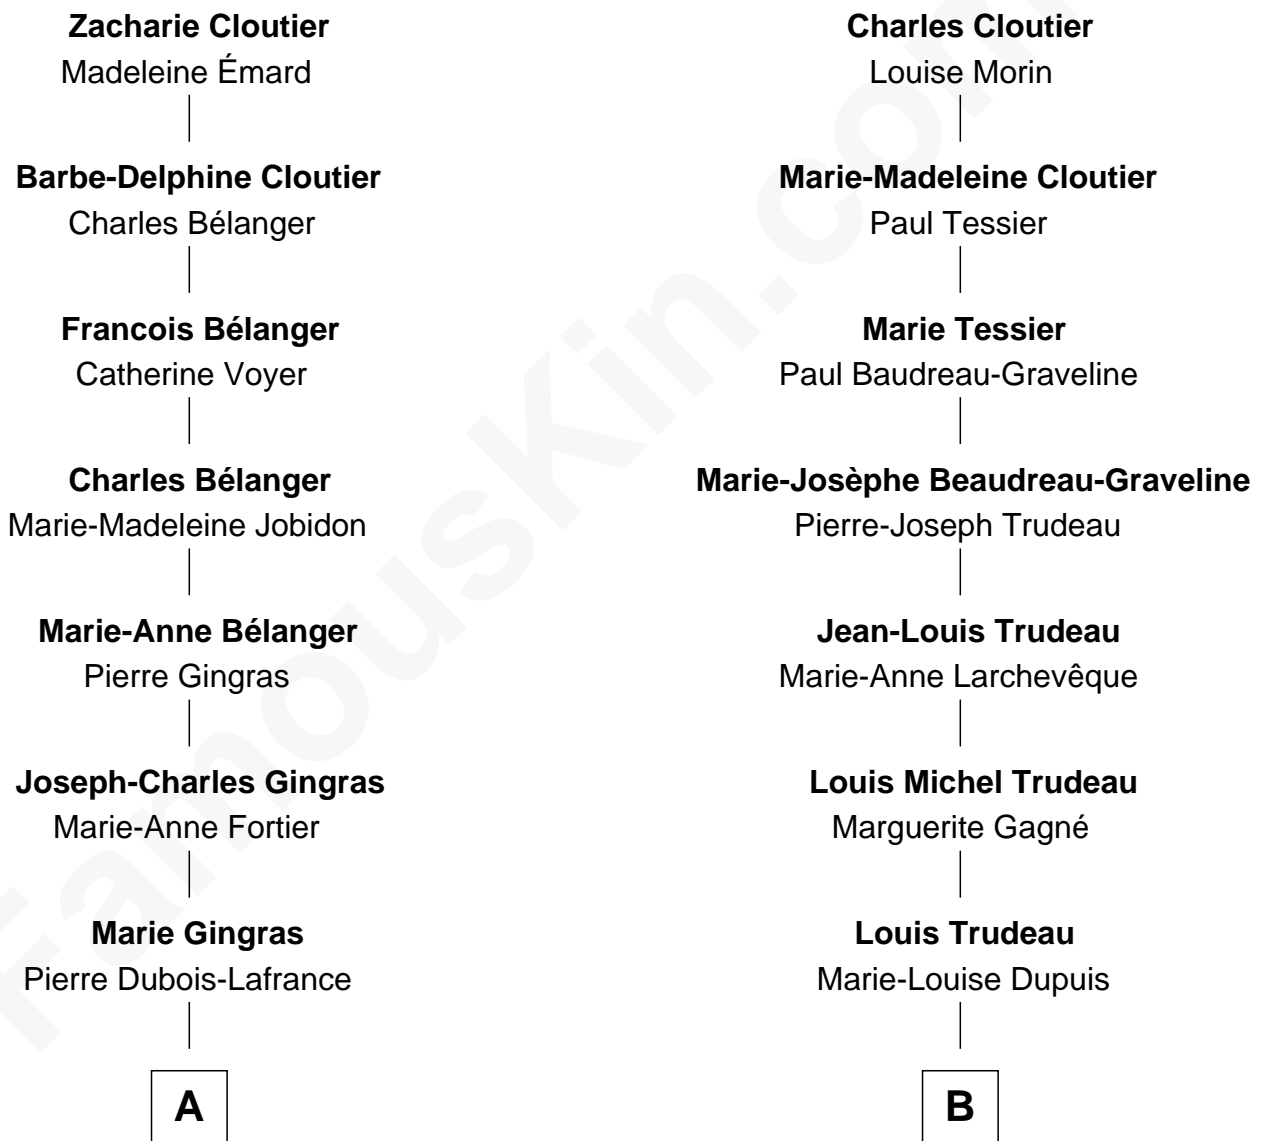 Zacharie Cloutier
Madeleine Émard
Barbe-Delphine Cloutier
Charles Bélanger
Francois Bélanger
Catherine Voyer
Charles Bélanger
Marie-Madeleine Jobidon
Marie-Anne Bélanger
Pierre Gingras
Joseph-Charles Gingras
Marie-Anne Fortier
Marie Gingras
Pierre Dubois-Lafrance
A
Charles Cloutier
Louise Morin
Marie-Madeleine Cloutier
Paul Tessier
Marie Tessier
Paul Baudreau-Graveline
Marie-Josèphe Beaudreau-Graveline
Pierre-Joseph Trudeau
Jean-Louis Trudeau
Marie-Anne Larchevêque
Louis Michel Trudeau
Marguerite Gagné
Louis Trudeau
Marie-Louise Dupuis
B
FamousKin.com